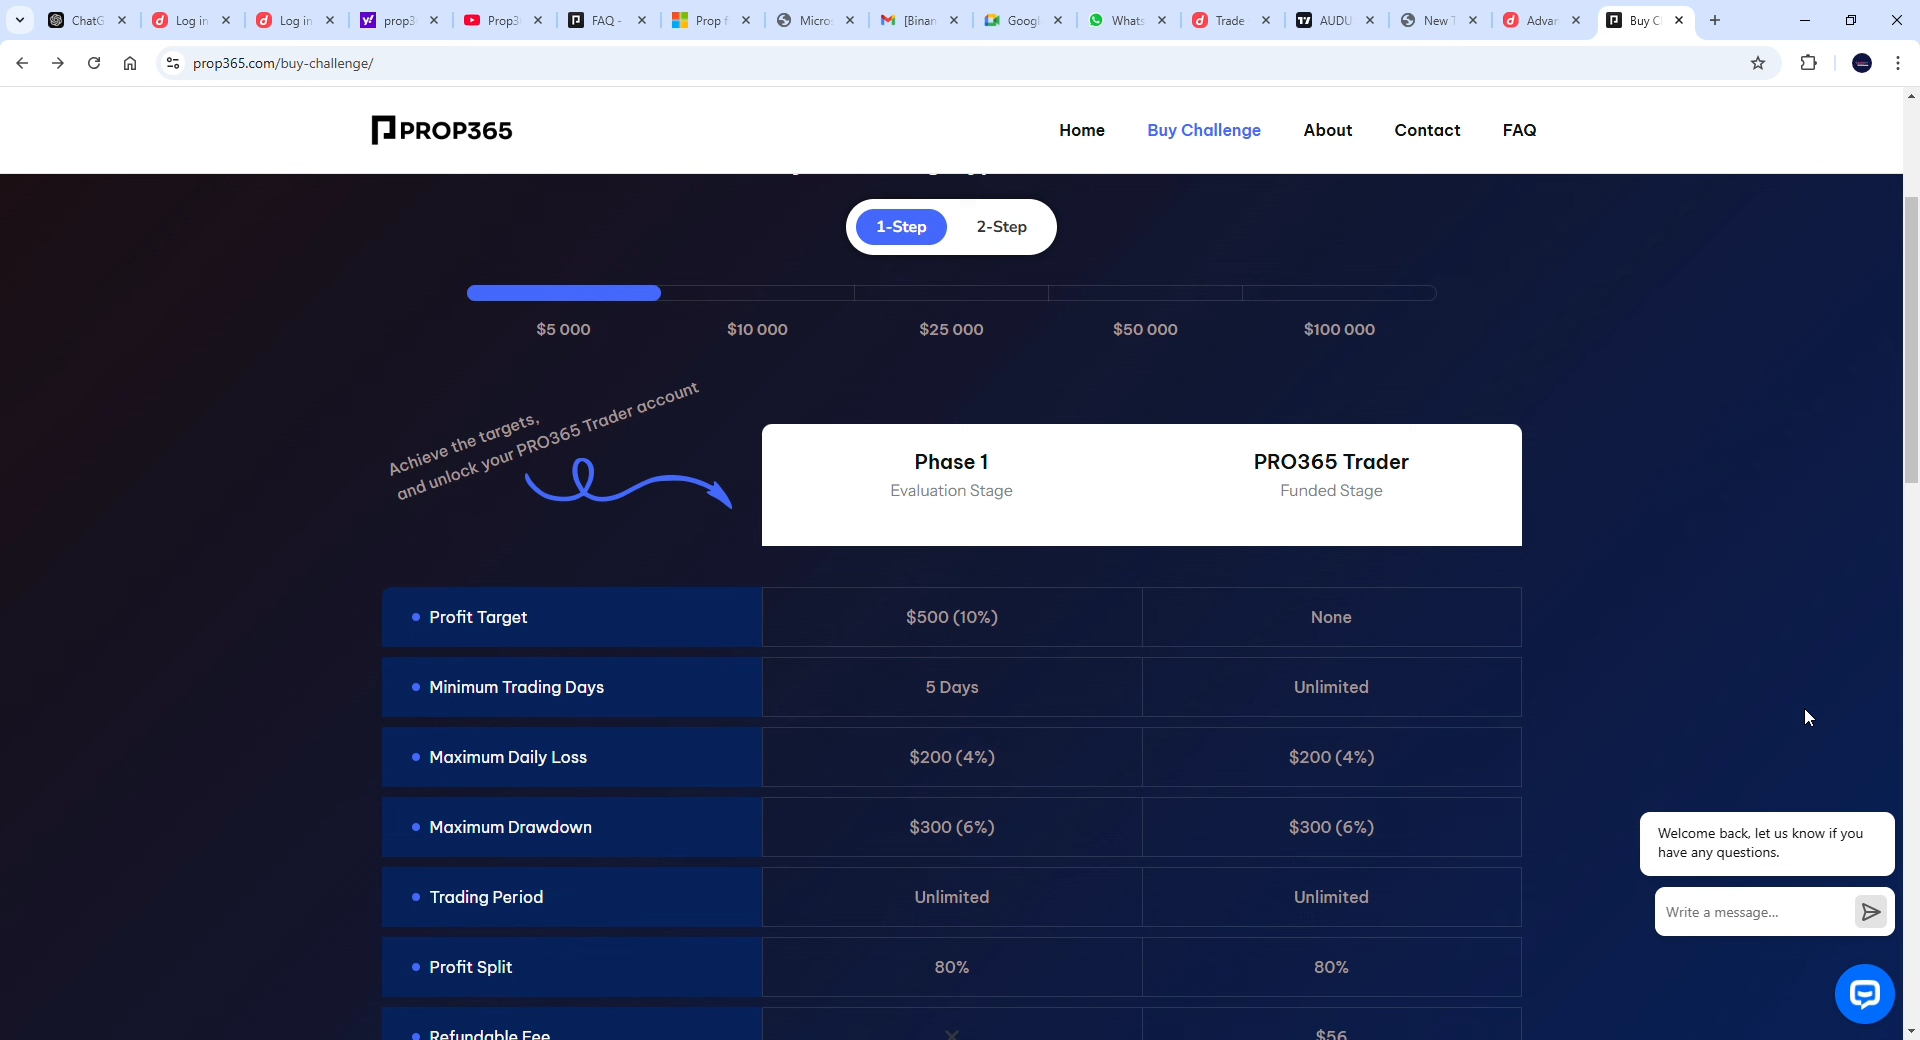 ChatG
Log in
Log in
prop3
Prop3
FAQ -
Prop f
Micro
[Binan
Googl
Whats
Trade
AUDU
New T
Advan
Buy C
prop365.com/buy-challenge/
PROP365
Home
Buy Challenge
About
Contact
FAQ
1-Step
2-Step
$5 000
$10 000
$25 000
$50 000
$100 000
Achieve the targets,
and unlock your PRO365 Trader account
Phase 1
PRO365 Trader
Evaluation Stage
Funded Stage
Profit Target
$500 (10%)
None
Minimum Trading Days
5 Days
Unlimited
Maximum Daily Loss
$200 (4%)
$200 (4%)
Maximum Drawdown
$300 (6%)
$300 (6%)
Trading Period
Unlimited
Unlimited
Profit Split
80%
80%
Refundable Fee
$56
Welcome back, let us know if you
have any questions.
Write a message...